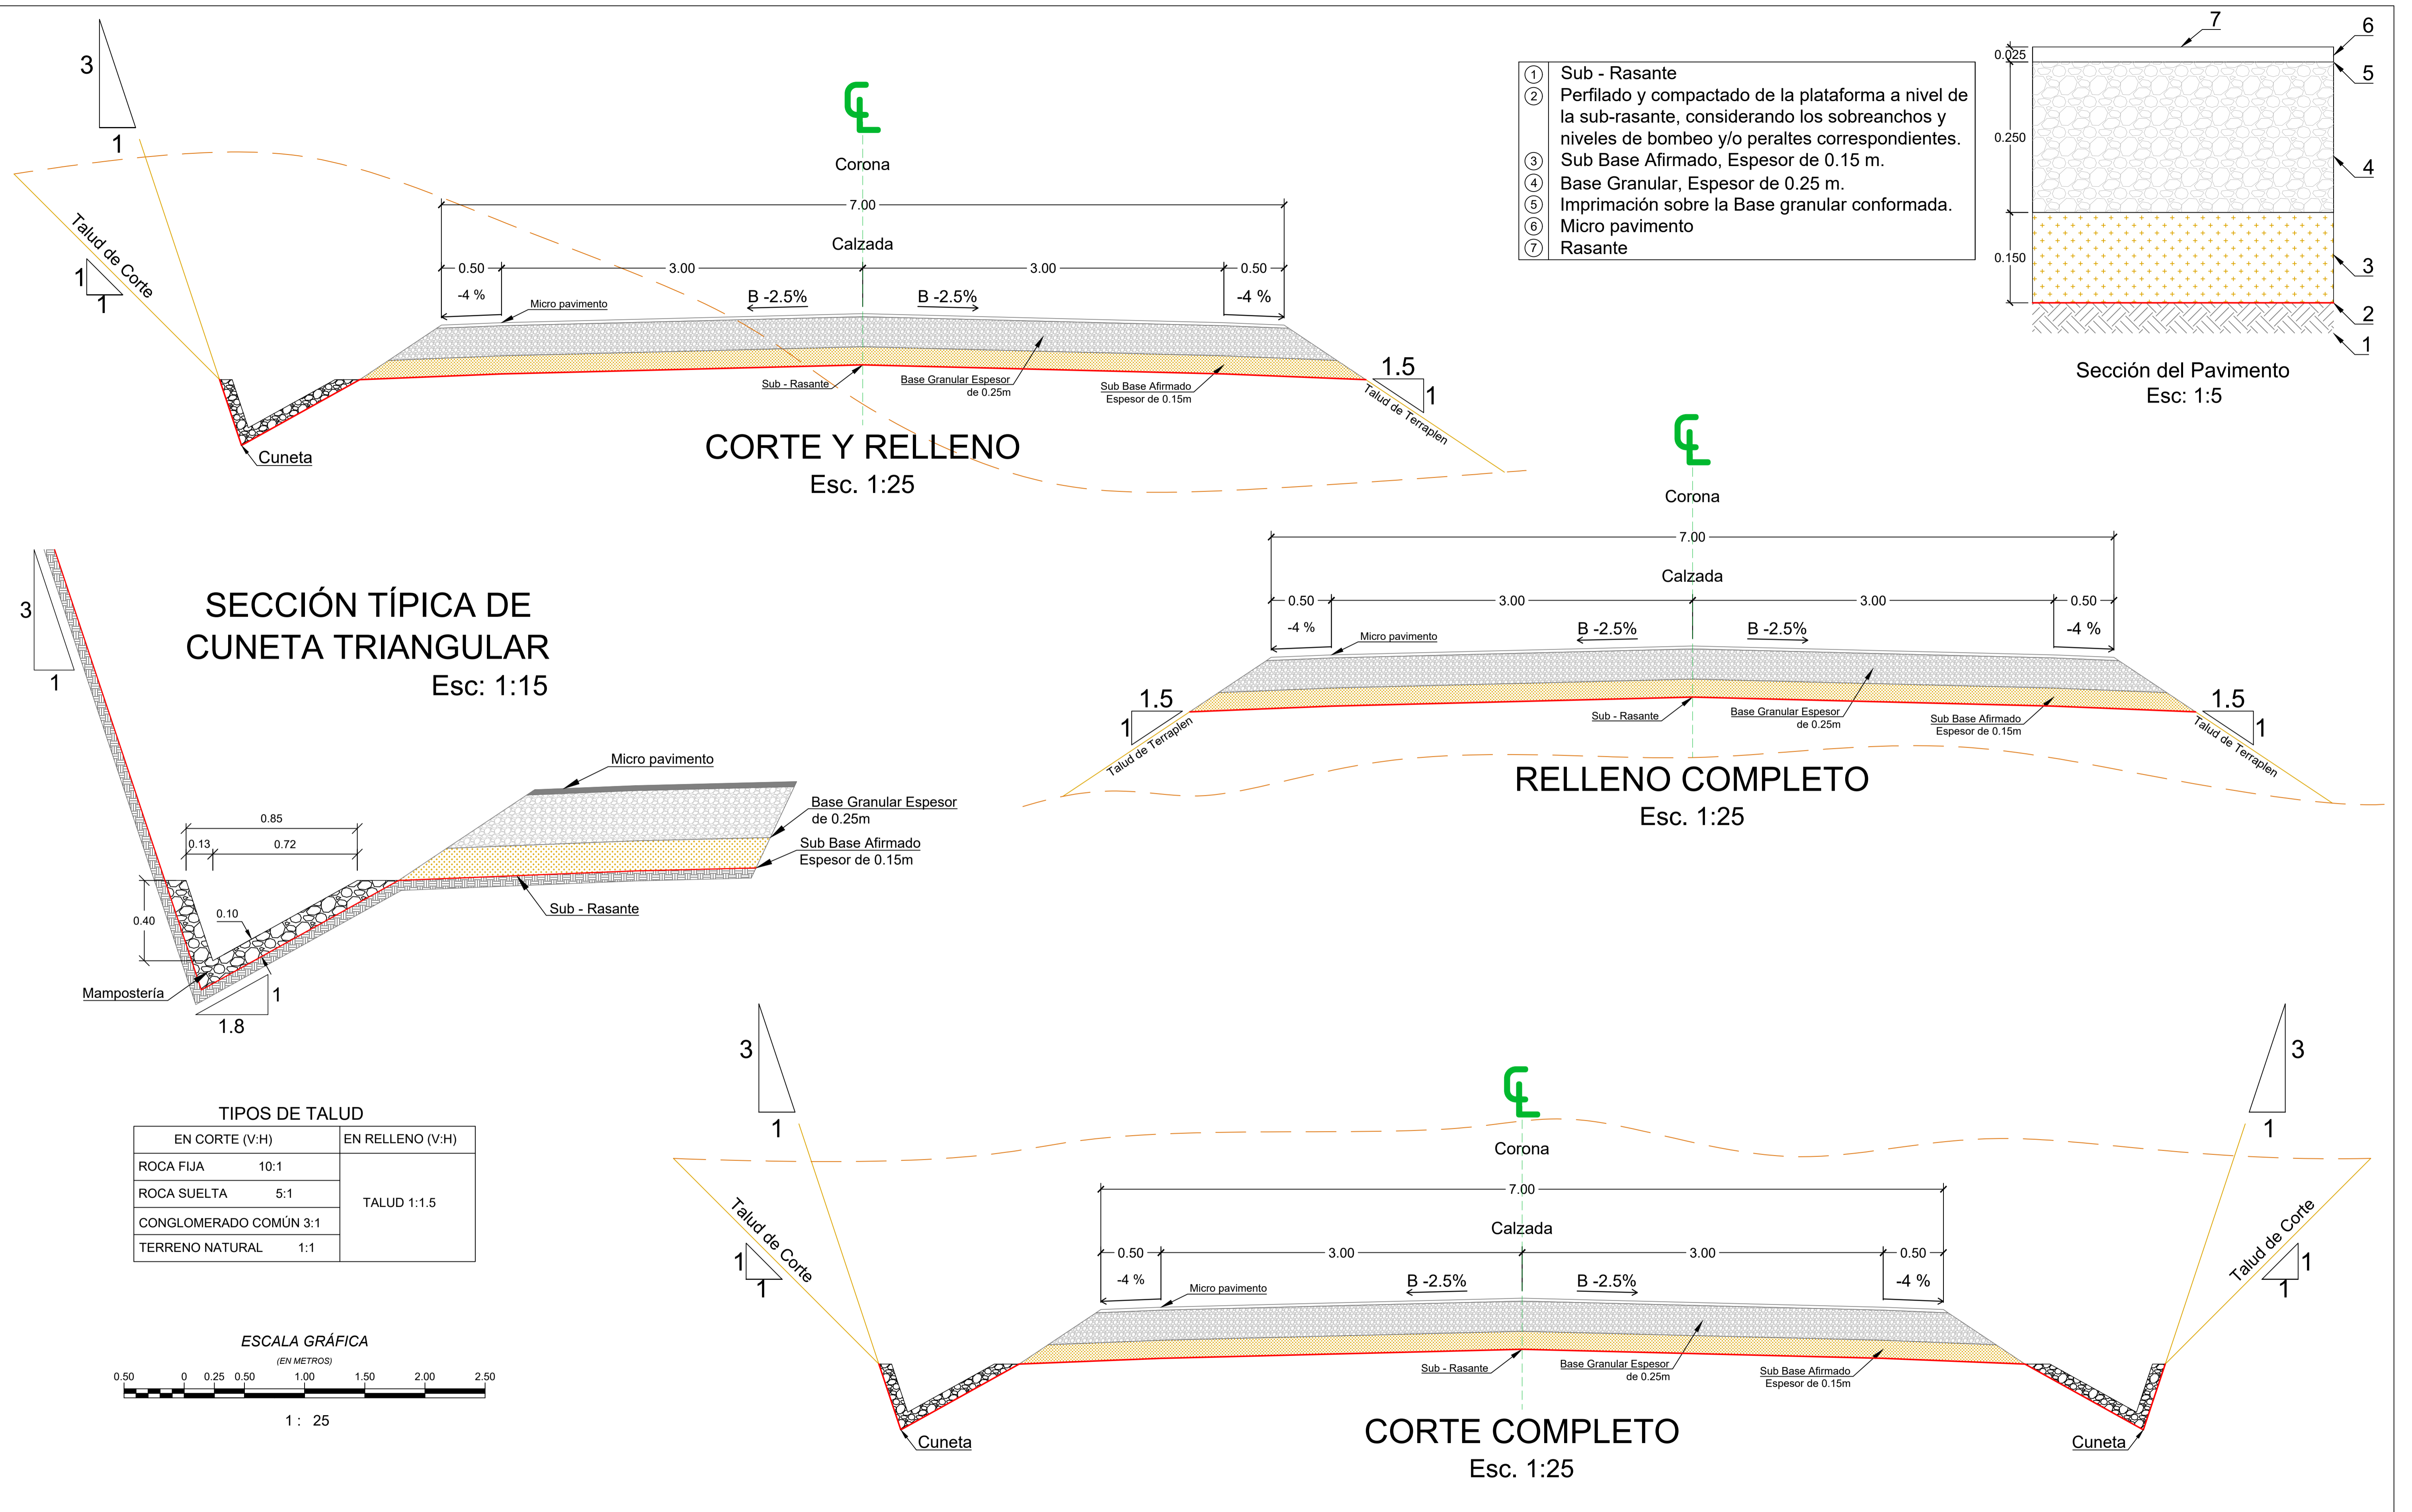 3
1
Talud de Corte
1
1
Cuneta
CL
Corona
7.00
Calzada
0.50
3.00
3.00
0.50
-4 %
Micro pavimento
B -2.5%
B -2.5%
-4 %
Sub - Rasante
Base Granular Espesor
de 0.25m
Sub Base Afirmado
Espesor de 0.15m
1.5
1
Talud de Terraplen
CORTE Y RELLENO
Esc. 1:25
1 Sub - Rasante
2 Perfilado y compactado de la plataforma a nivel de
la sub-rasante, considerando los sobreanchos y
niveles de bombeo y/o peraltes correspondientes.
3 Sub Base Afirmado, Espesor de 0.15 m.
4 Base Granular, Espesor de 0.25 m.
5 Imprimación sobre la Base granular conformada.
6 Micro pavimento
7 Rasante
7
6
5
4
3
2
1
0.025
0.250
0.150
Sección del Pavimento
Esc: 1:5
SECCIÓN TÍPICA DE
CUNETA TRIANGULAR
Esc: 1:15
3
1
Micro pavimento
Base Granular Espesor
de 0.25m
Sub Base Afirmado
Espesor de 0.15m
Sub - Rasante
0.85
0.13
0.72
0.40
0.10
Mampostería
1
1.8
CL
Corona
7.00
Calzada
0.50
3.00
3.00
0.50
-4 %
Micro pavimento
B -2.5%
B -2.5%
-4 %
1.5
1
Talud de Terraplen
Sub - Rasante
Base Granular Espesor
de 0.25m
Sub Base Afirmado
Espesor de 0.15m
1.5
1
Talud de Terraplen
RELLENO COMPLETO
Esc. 1:25
TIPOS DE TALUD
EN CORTE (V:H) EN RELLENO (V:H)
ROCA FIJA 10:1
ROCA SUELTA 5:1
TALUD 1:1.5
CONGLOMERADO COMÚN 3:1
TERRENO NATURAL 1:1
ESCALA GRÁFICA
(EN METROS)
0.50 0 0.25 0.50 1.00 1.50 2.00 2.50
1 : 25
3
1
Talud de Corte
1
1
Cuneta
CL
Corona
7.00
Calzada
0.50
3.00
3.00
0.50
-4 %
Micro pavimento
B -2.5%
B -2.5%
-4 %
Sub - Rasante
Base Granular Espesor
de 0.25m
Sub Base Afirmado
Espesor de 0.15m
3
1
Talud de Corte
1
1
Cuneta
CORTE COMPLETO
Esc. 1:25